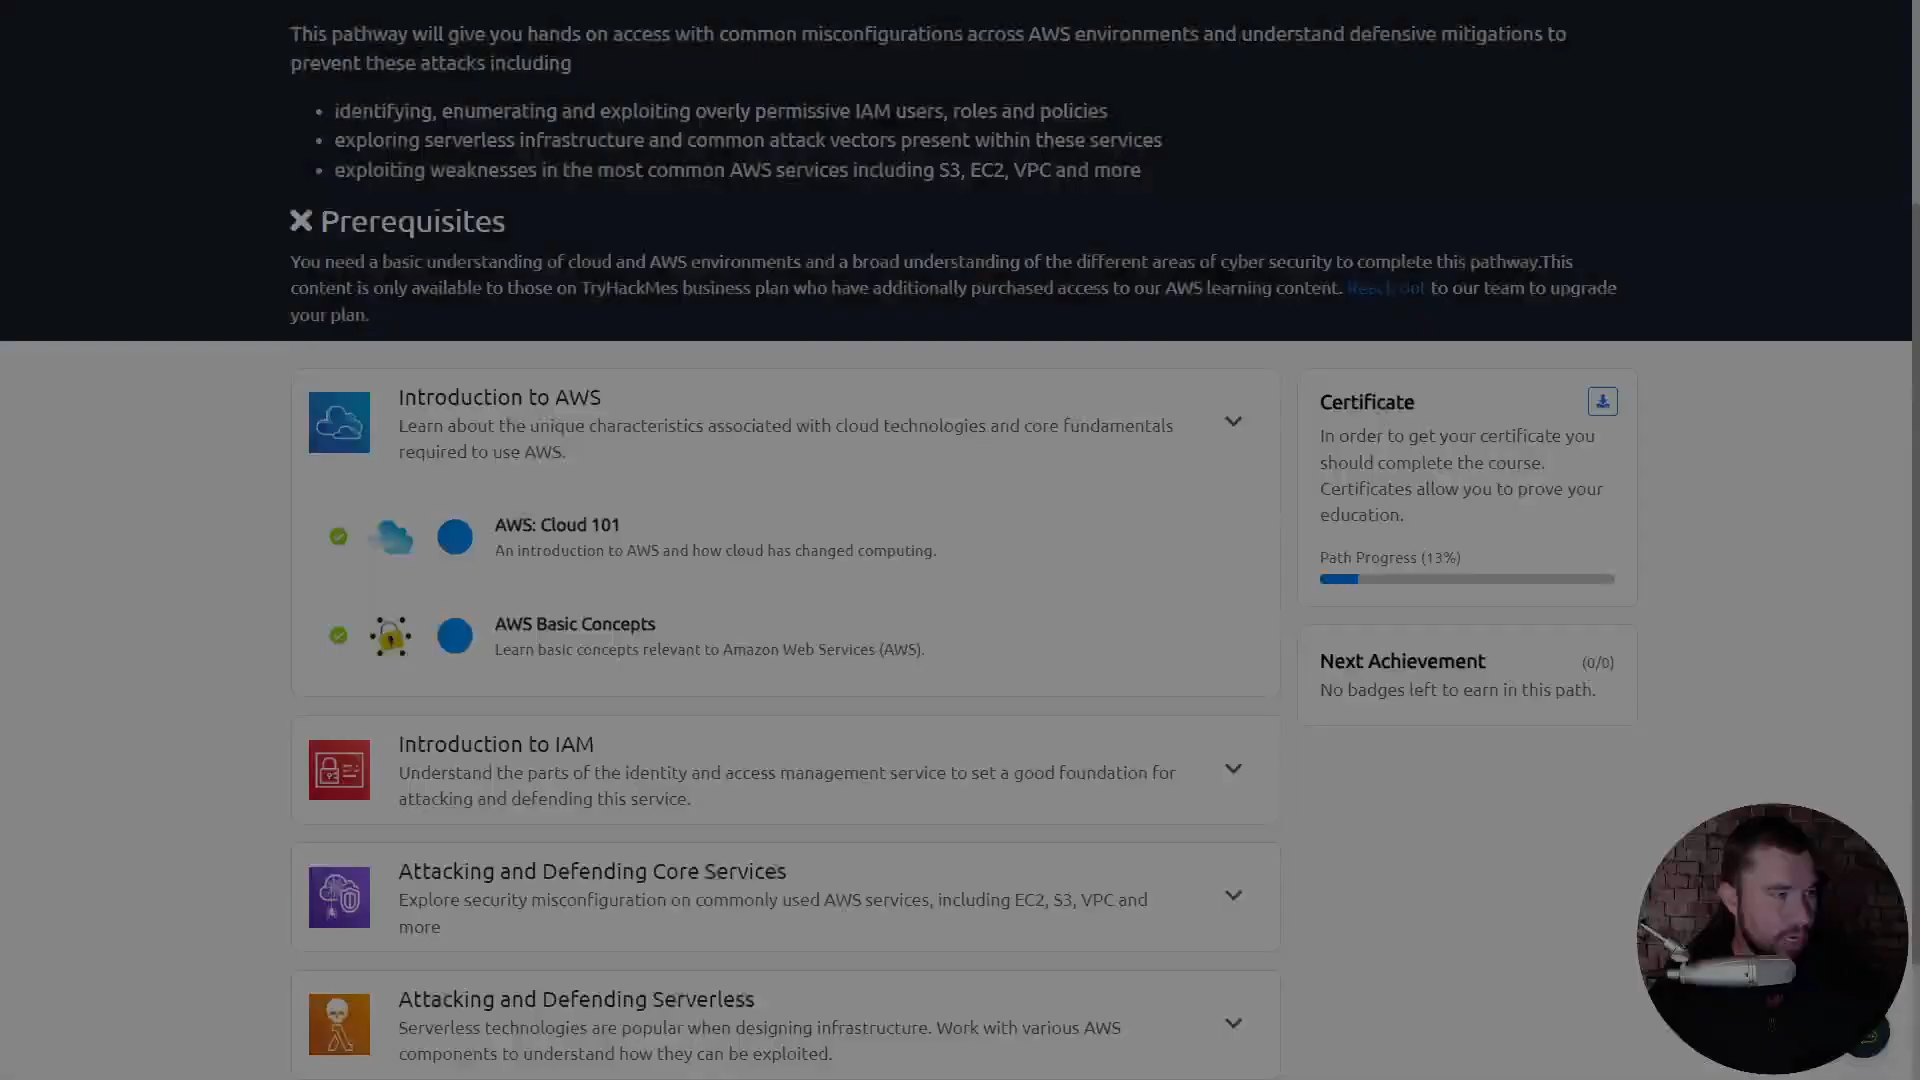 This pathway will give you hands on access with common misconfigurations across AWS environments and understand defensive mitigations to
prevent these attacks including
• identifying, enumerating and exploiting overly permissive IAM users, roles and policies
• exploring serverless infrastructure and common attack vectors present within these services
• exploiting weaknesses in the most common AWS services including S3, EC2, VPC and more
Prerequisites
You need a basic understanding of cloud and AWS environments and a broad understanding of the different areas of cyber security to complete this pathway.This
content is only available to those on TryHackMes business plan who have additionally purchased access to our AWS learning content. Reach out to our team to upgrade
your plan.
Introduction to AWS
Learn about the unique characteristics associated with cloud technologies and core fundamentals
required to use AWS.
AWS: Cloud 101
An introduction to AWS and how cloud has changed computing.
AWS Basic Concepts
Learn basic concepts relevant to Amazon Web Services (AWS).
Introduction to IAM
Understand the parts of the identity and access management service to set a good foundation for
attacking and defending this service.
Attacking and Defending Core Services
Explore security misconfiguration on commonly used AWS services, including EC2, S3, VPC and
more
Attacking and Defending Serverless
Serverless technologies are popular when designing infrastructure. Work with various AWS
components to understand how they can be exploited.
Certificate
In order to get your certificate you
should complete the course.
Certificates allow you to prove your
education.
Path Progress (13%)
Next Achievement (0/0)
No badges left to earn in this path.